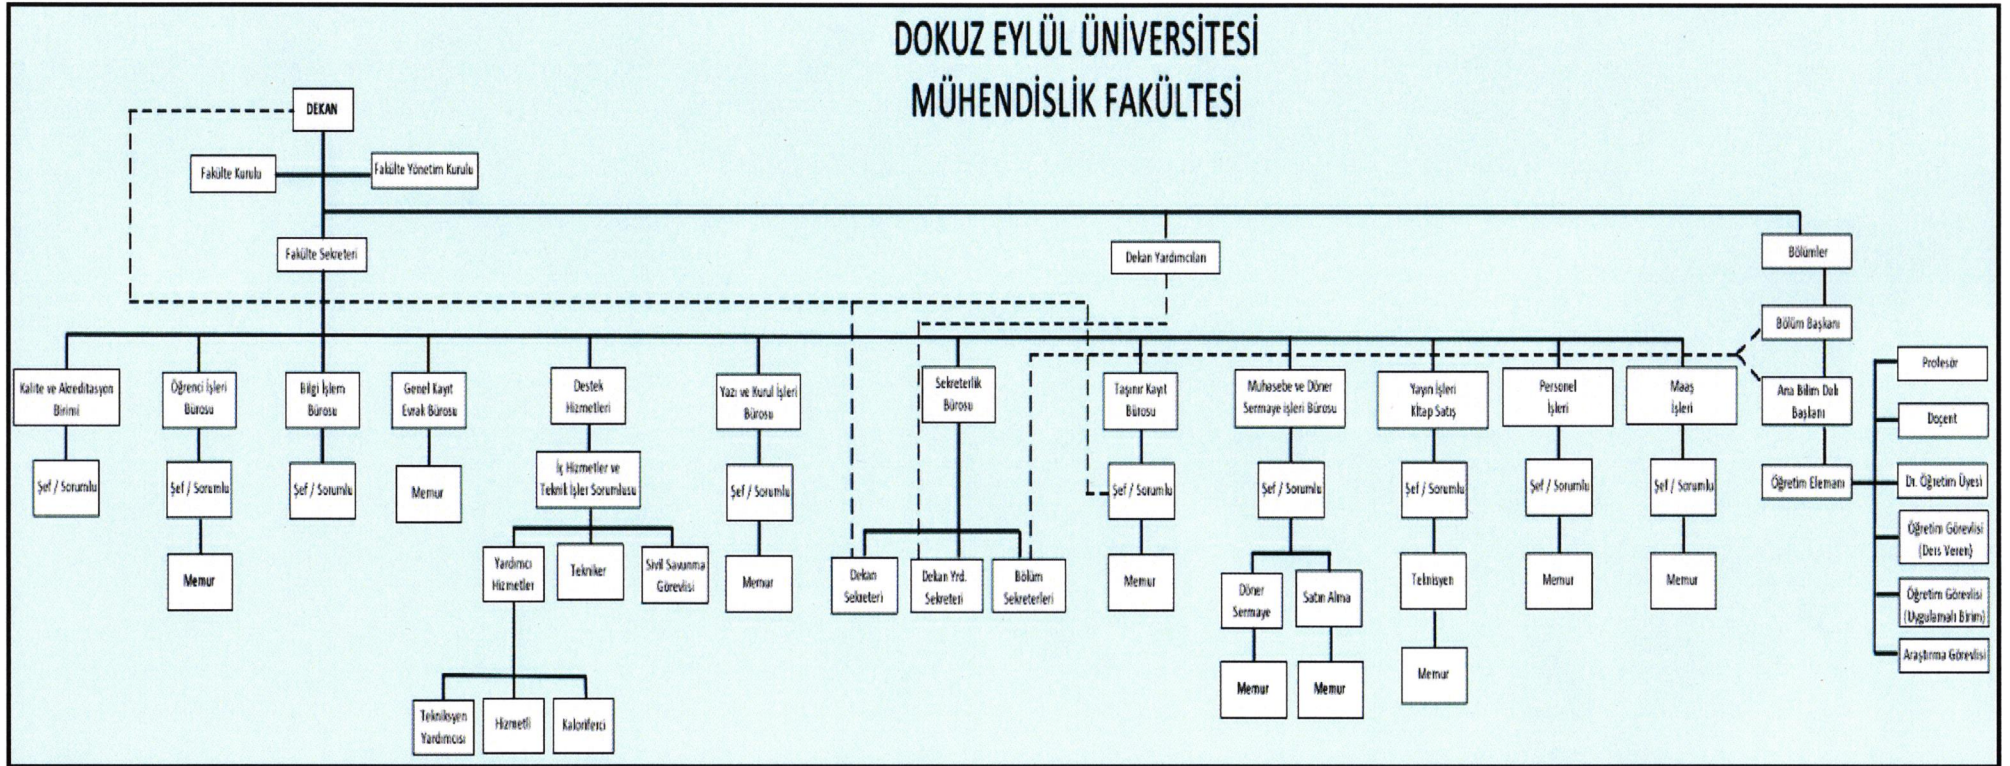 DOKUZ EYLÜL ÜNİVERSİTESİ
MÜHENDİSLİK FAKÜLTESİ
DEKAN
Fakülte Kurulu
Fakülte Yönetim Kurulu
Fakülte Sekreteri
Dekan Yardımcıları
Bölümler
Bölüm Başkanı
Ana Bilim Dalı
Başlanı
Öğretim Elemanı
Profesör
Doçent
Dr. Öğretim Üyesi
Öğretim Görevlisi
(Ders Veren)
Öğretim Görevlisi
(Uygulamalı Birim)
Araştırma Görevlisi
Kalite ve Akreditasyon
Birimi
Şef / Sorumlu
Öğrenci İşleri
Bürosu
Şef / Sorumlu
Memur
Bilgi İşlem
Bürosu
Şef / Sorumlu
Genel Kayıt
Evrak Bürosu
Memur
Destek
Hizmetleri
İç Hizmetler ve
Teknik İşler Sorumlusu
Yardımcı
Hizmetler
Tekniker
Sivil Savunma
Görevlisi
Tekniksyen
Yardımcısı
Hizmetli
Kaloriferci
Yazı ve Kurul İşleri
Bürosu
Şef / Sorumlu
Memur
Sekreterlik
Bürosu
Dekan
Sekreteri
Dekan Yrd.
Sekreteri
Bölüm
Sekreterleri
Taşınır Kayıt
Bürosu
Şef / Sorumlu
Memur
Muhasebe ve Döner
Sermaye işleri Bürosu
Şef / Sorumlu
Döner
Sermaye
Memur
Satın Alma
Memur
Yayın İşleri
Kitap Satış
Şef / Sorumlu
Teknisyen
Memur
Personel
İşleri
Şef / Sorumlu
Memur
Maaş
İşleri
Şef / Sorumlu
Memur